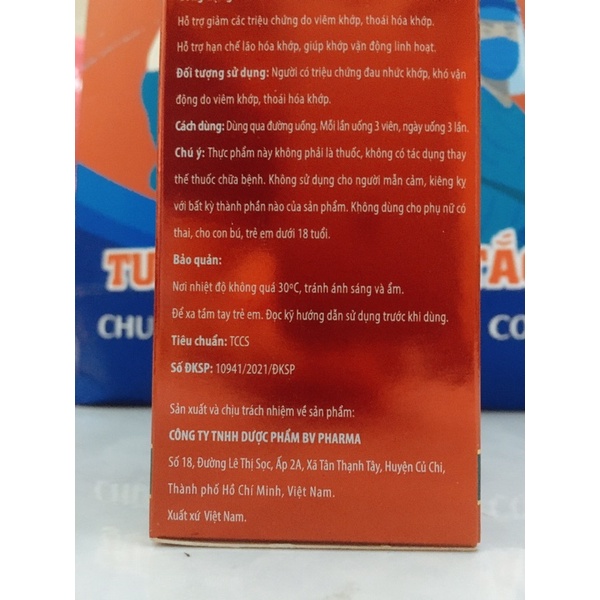 Hỗ trợ giảm các triệu chứng do viêm khớp, thoái hóa khớp.
Hỗ trợ hạn chế lão hóa khớp, giúp khớp vận động linh hoạt.
Đối tượng sử dụng: Người có triệu chứng đau nhức khớp, khó vận
động do viêm khớp, thoái hóa khớp.
Cách dùng: Dùng qua đường uống. Mỗi lần uống 3 viên, ngày uống 3 lần.
Chú ý: Thực phẩm này không phải là thuốc, không có tác dụng thay
thế thuốc chữa bệnh. Không sử dụng cho người mẫn cảm, kiêng kỵ
với bất kỳ thành phần nào của sản phẩm. Không dùng cho phụ nữ có
thai, cho con bú, trẻ em dưới 18 tuổi.
Bảo quản:
Nơi nhiệt độ không quá 30ºC, tránh ánh sáng và ẩm.
Để xa tầm tay trẻ em. Đọc kỹ hướng dẫn sử dụng trước khi dùng.
Tiêu chuẩn: TCCS
Số ĐKSP: 10941/2021/ĐKSP
Sản xuất và chịu trách nhiệm về sản phẩm:
CÔNG TY TNHH DƯỢC PHẨM BV PHARMA
Số 18, Đường Lê Thị Sọc, Ấp 2A, Xã Tân Thạnh Tây, Huyện Củ Chi,
Thành phố Hồ Chí Minh, Việt Nam.
Xuất xứ Việt Nam.
TU
CHU
CO